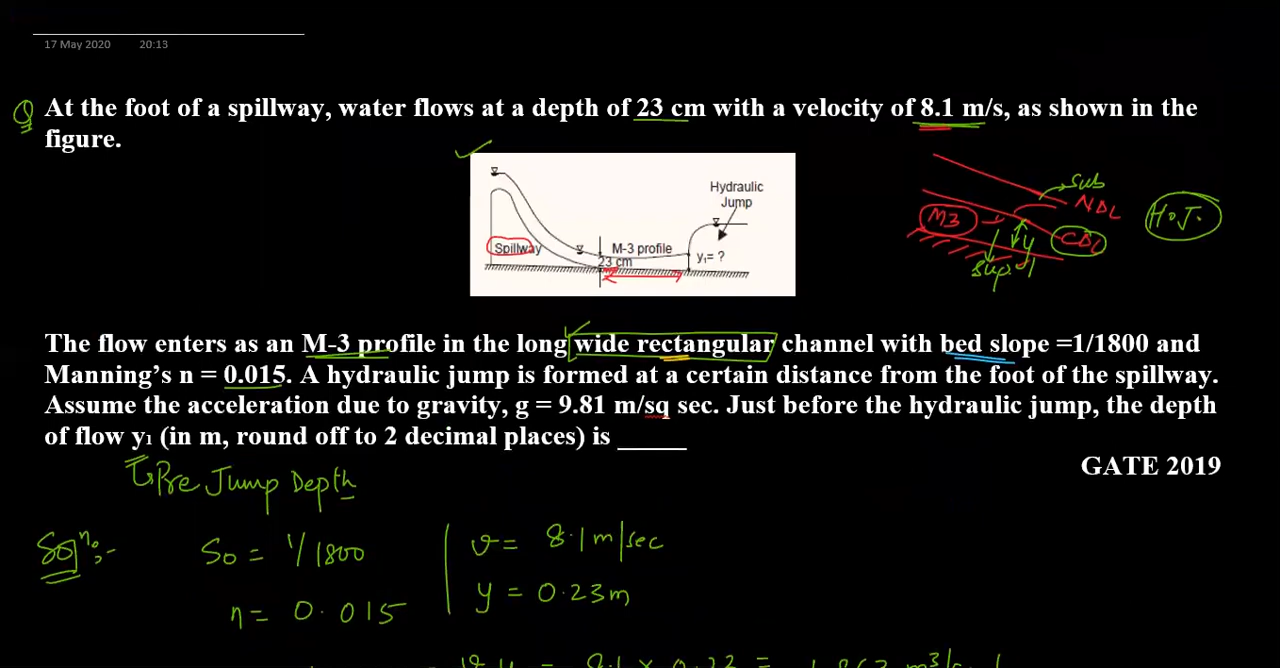 17 May 2020 20:13
Q At the foot of a spillway, water flows at a depth of 23 cm with a velocity of 8.1 m/s, as shown in the
figure.
Hydraulic
Jump
Spillway
M-3 profile
23 cm
y₁= ?
M3
Sub
NDL
CDL
y
Sup.
H.J.
The flow enters as an M-3 profile in the long wide rectangular channel with bed slope =1/1800 and
Manning’s n = 0.015. A hydraulic jump is formed at a certain distance from the foot of the spillway.
Assume the acceleration due to gravity, g = 9.81 m/sq sec. Just before the hydraulic jump, the depth
of flow y₁ (in m, round off to 2 decimal places) is ______
GATE 2019
Pre Jump Depth
Solⁿ:-
S₀ = 1/1800
v = 8.1 m/sec
y = 0.23m
n = 0.015